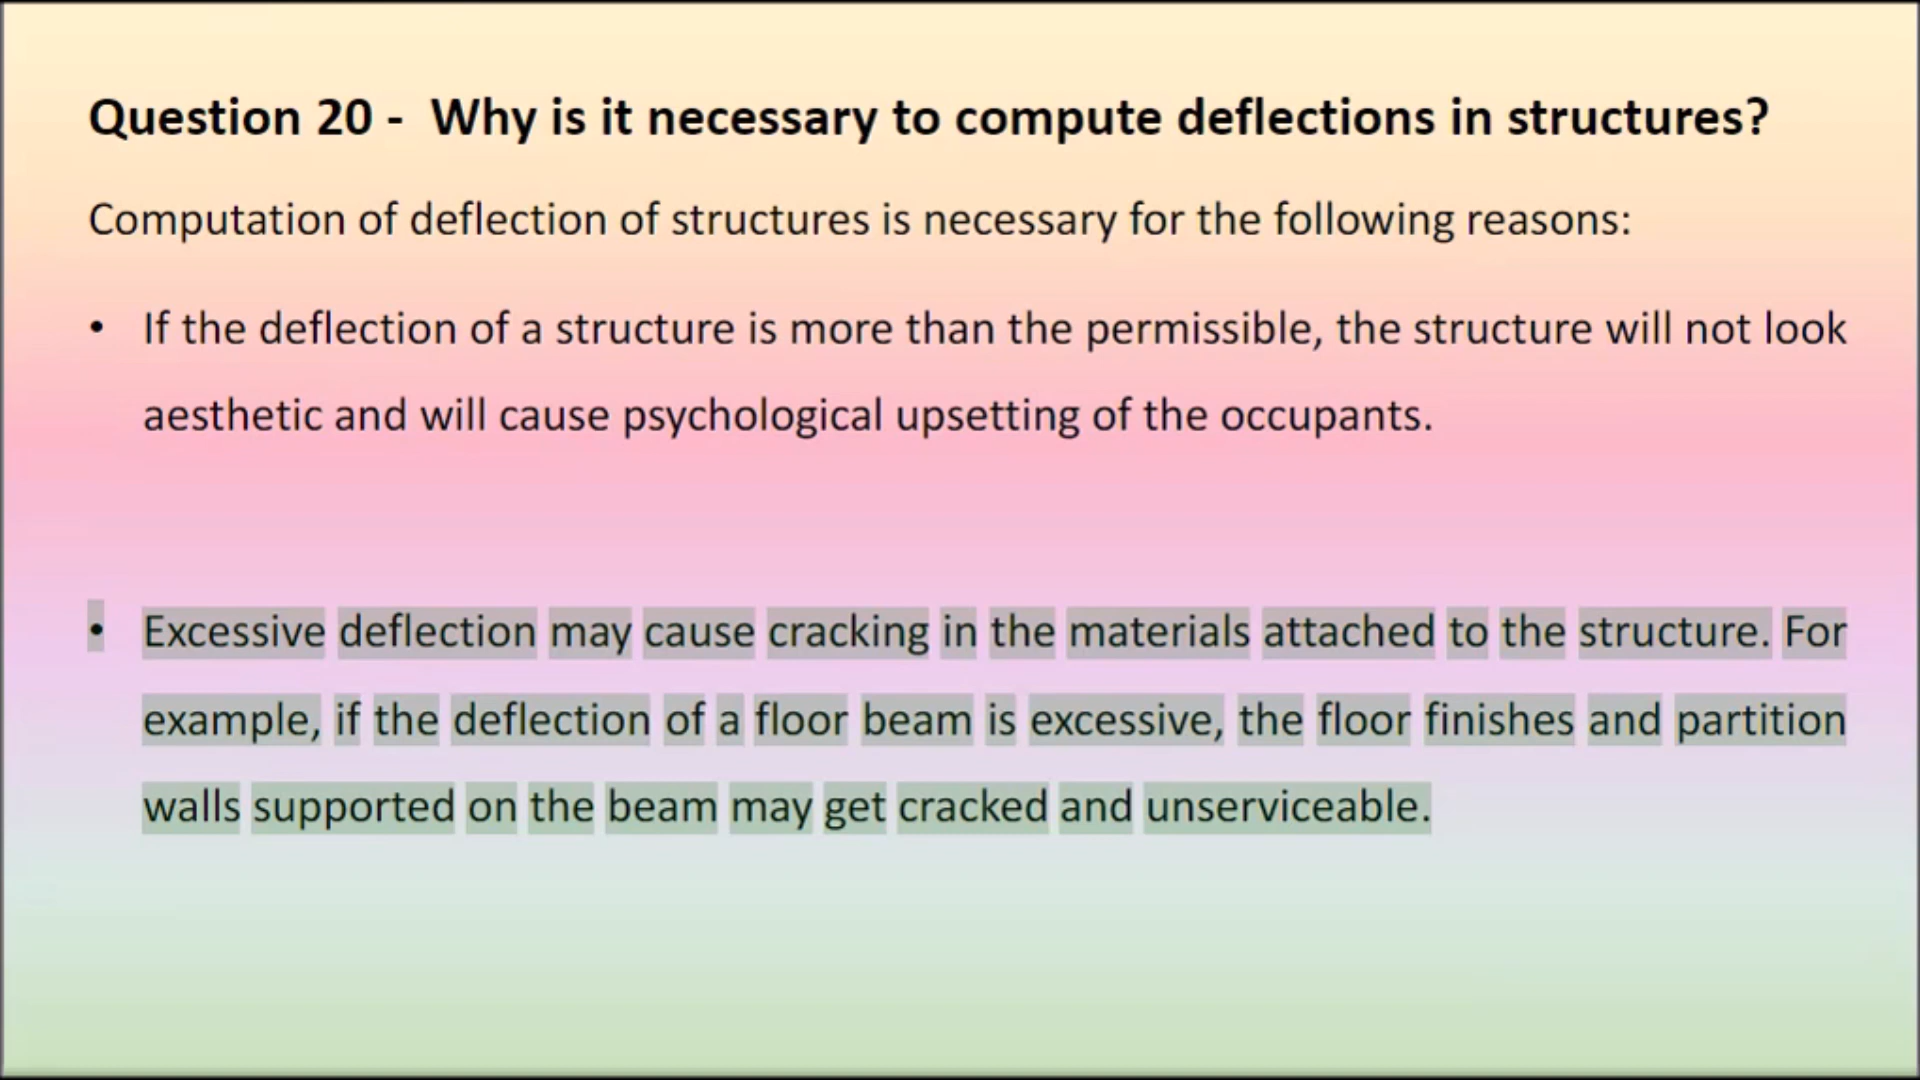 Question 20 - Why is it necessary to compute deflections in structures?
Computation of deflection of structures is necessary for the following reasons:
• If the deflection of a structure is more than the permissible, the structure will not look
aesthetic and will cause psychological upsetting of the occupants.
• Excessive deflection may cause cracking in the materials attached to the structure. For
example, if the deflection of a floor beam is excessive, the floor finishes and partition
walls supported on the beam may get cracked and unserviceable.